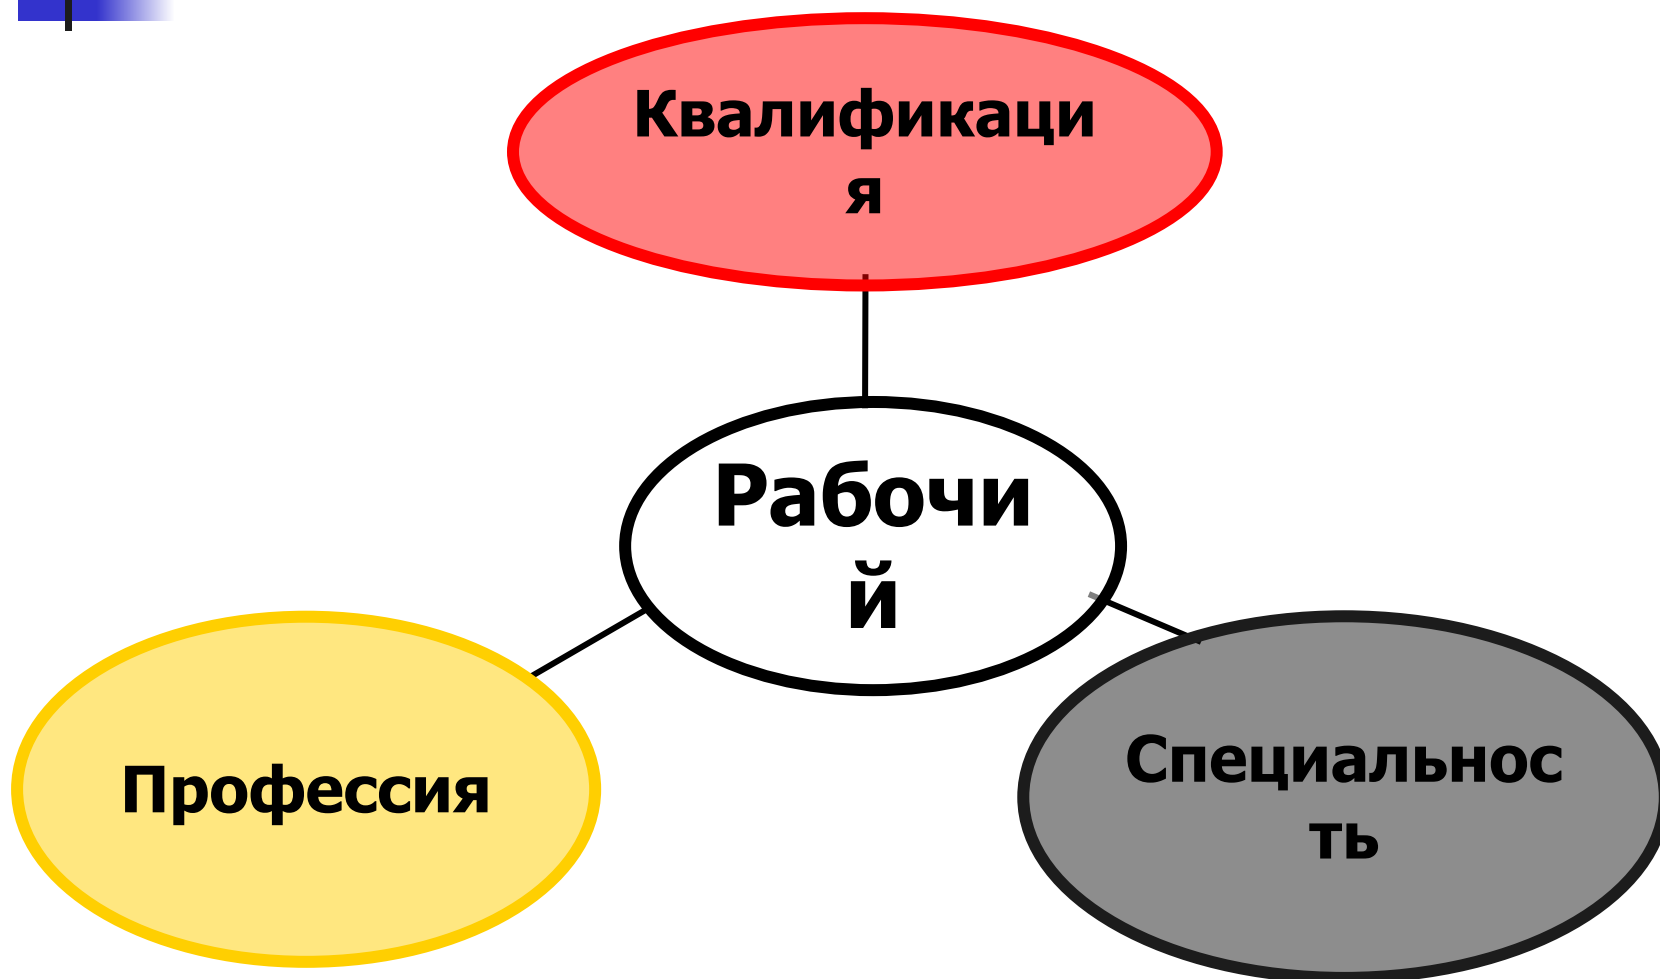 Квалификаци
я
Рабочи
й
Профессия
Специальнос
ть